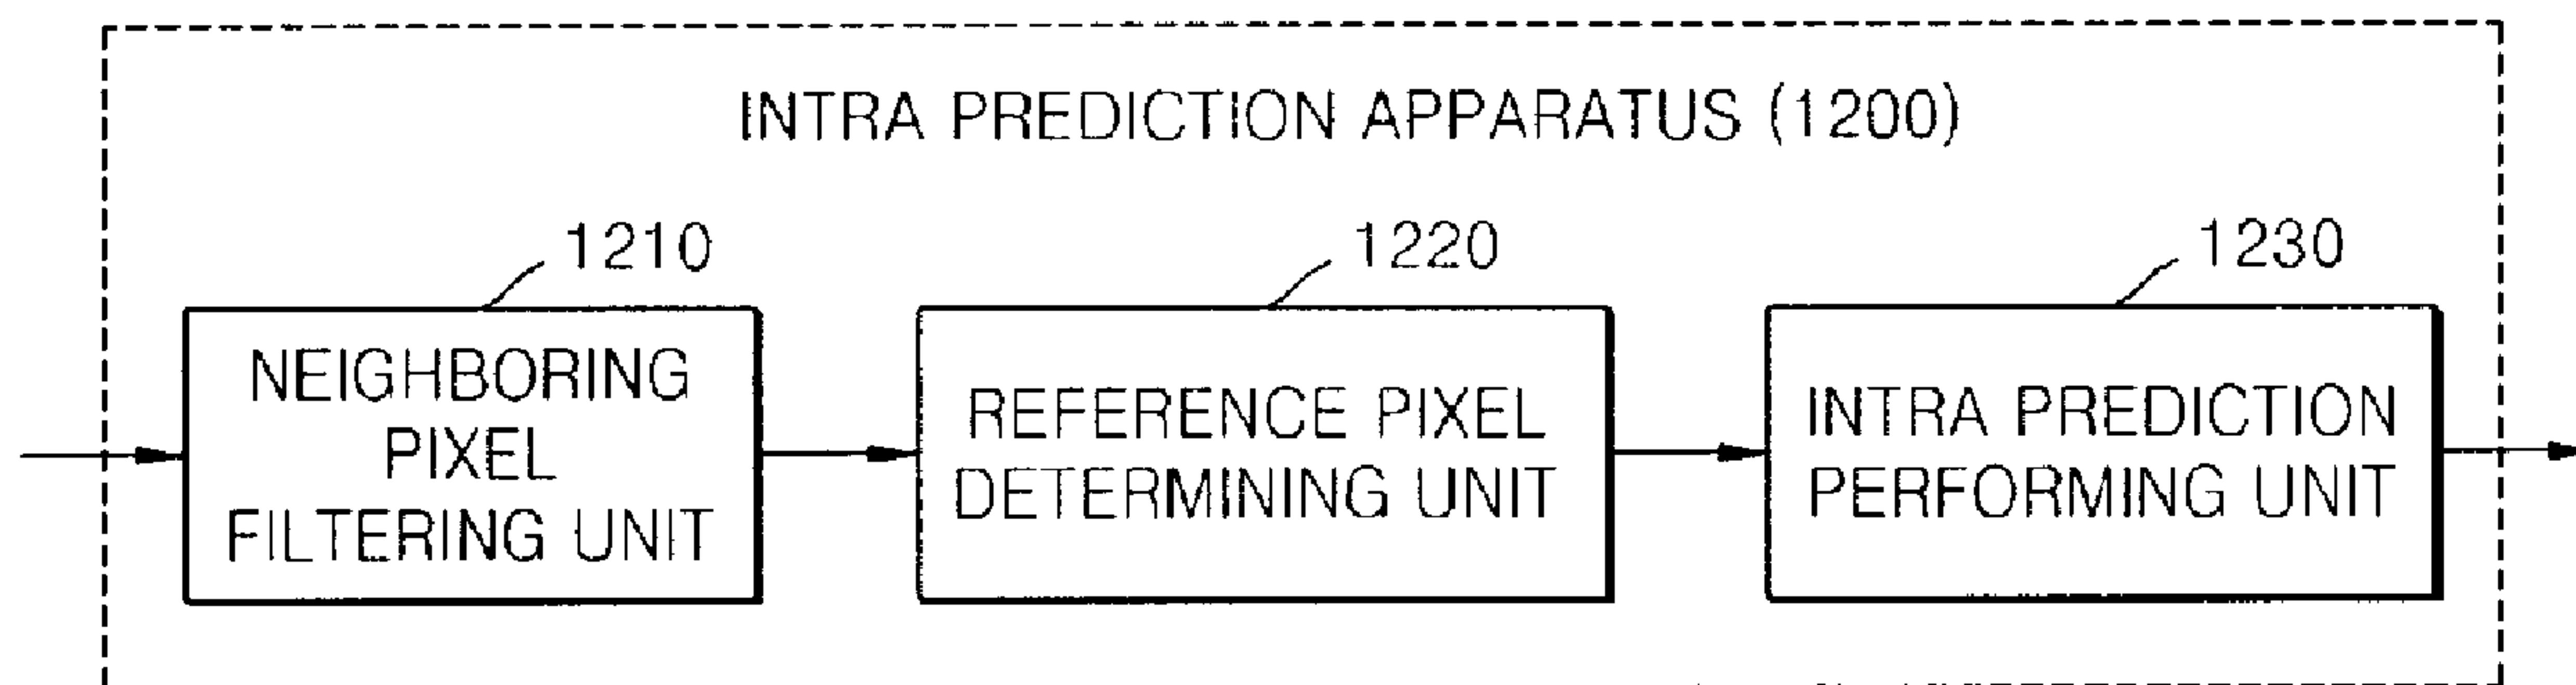 INTRA PREDICTION APPARATUS (1200)
1210
1220
1230
NEIGHBORING
PIXEL
FILTERING UNIT
REFERENCE PIXEL
DETERMINING UNIT
INTRA PREDICTION
PERFORMING UNIT